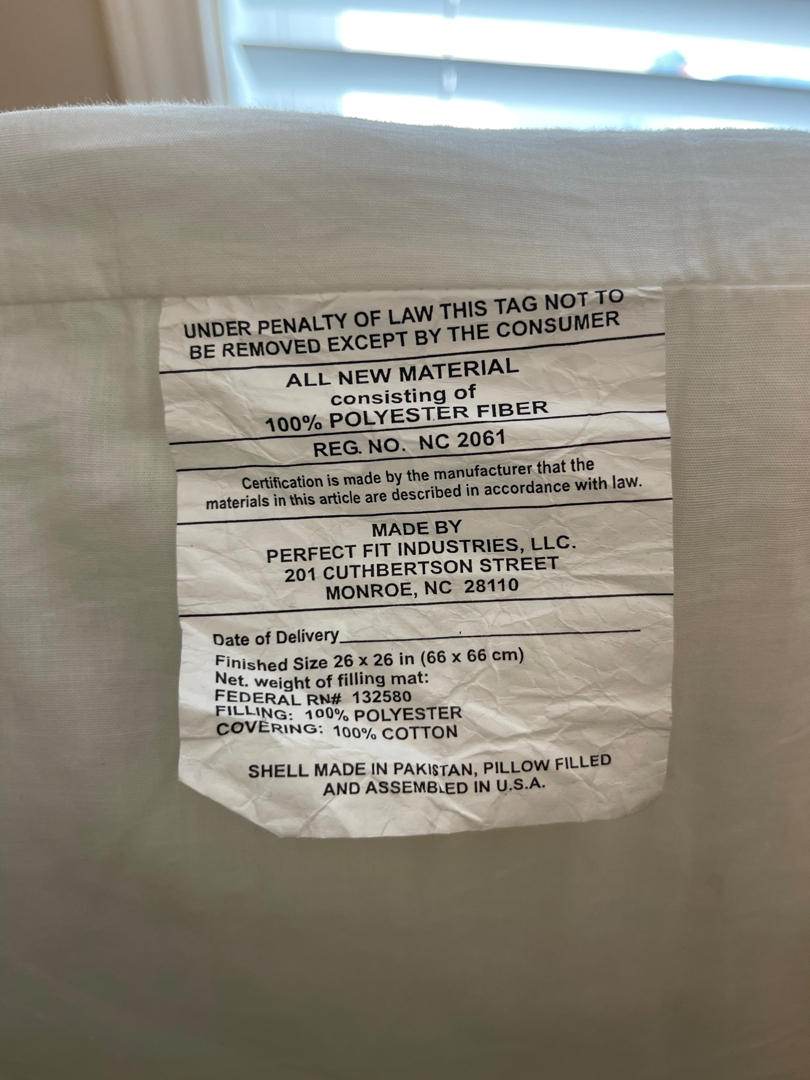 UNDER PENALTY OF LAW THIS TAG NOT TO
BE REMOVED EXCEPT BY THE CONSUMER
ALL NEW MATERIAL
consisting of
100% POLYESTER FIBER
REG. NO. NC 2061
Certification is made by the manufacturer that the
materials in this article are described in accordance with law.
MADE BY
PERFECT FIT INDUSTRIES, LLC.
201 CUTHBERTSON STREET
MONROE, NC 28110
Date of Delivery
Finished Size 26 x 26 in (66 x 66 cm)
Net. weight of filling mat:
FEDERAL RN# 132580
FILLING: 100% POLYESTER
COVERING: 100% COTTON
SHELL MADE IN PAKISTAN, PILLOW FILLED
AND ASSEMBLED IN U.S.A.